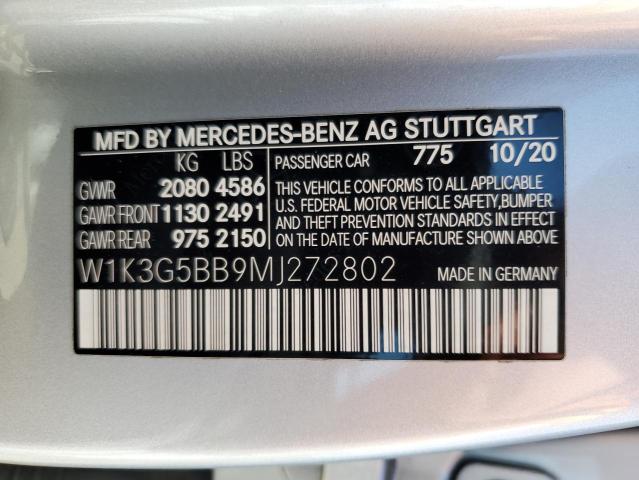 MFD BY MERCEDES-BENZ AG STUTTGART
KG LBS
GVWR 2080 4586
GAWR FRONT 1130 2491
GAWR REAR 975 2150
PASSENGER CAR 775 10/20
THIS VEHICLE CONFORMS TO ALL APPLICABLE
U.S. FEDERAL MOTOR VEHICLE SAFETY, BUMPER
AND THEFT PREVENTION STANDARDS IN EFFECT
ON THE DATE OF MANUFACTURE SHOWN ABOVE
W1K3G5BB9MJ272802
MADE IN GERMANY